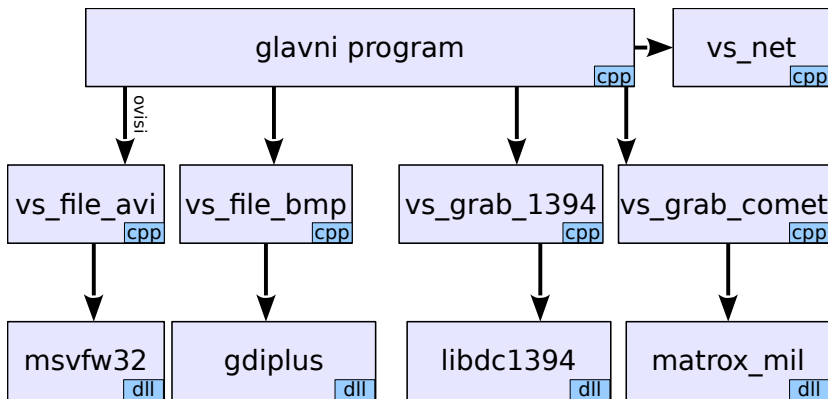 glavni program
cpp
vs_net
cpp
ovisi
vs_file_avi
cpp
vs_file_bmp
cpp
vs_grab_1394
cpp
vs_grab_comet
cpp
msvfw32
dll
gdiplus
dll
libdc1394
dll
matrox_mil
dll